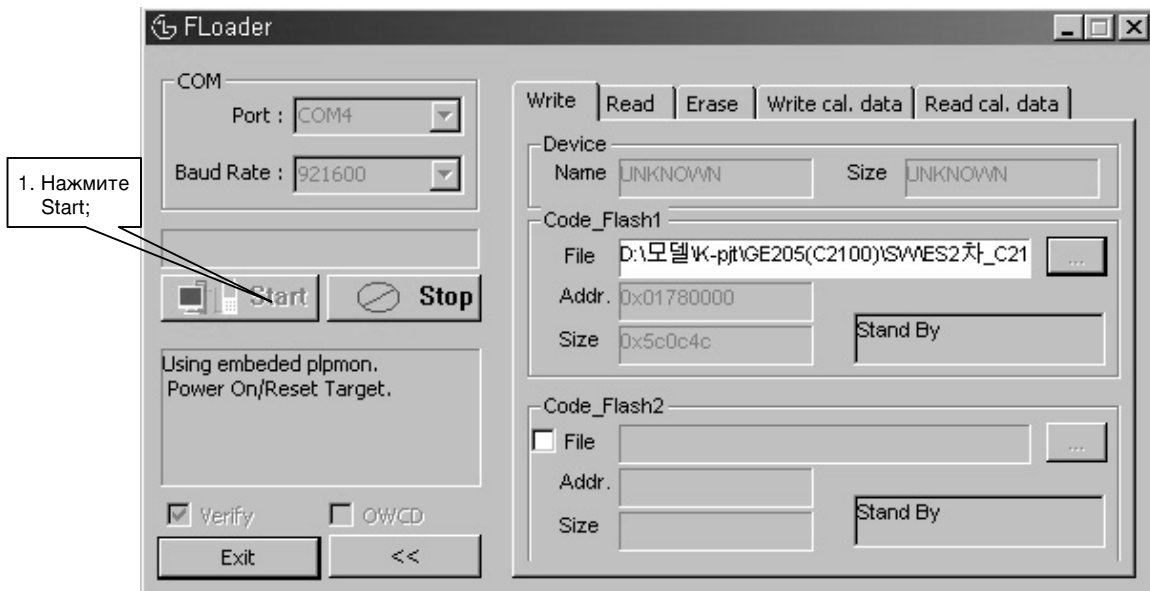 FLoader
COM
Port : COM4
Baud Rate : 921600
1. Нажмите
Start;
Start
Stop
Using embeded plpmon.
Power On/Reset Target.
Verify
OWCD
Exit
<<
Write Read Erase Write cal. data Read cal. data
Device
Name UNKNOWN Size UNKNOWN
Code_Flash1
File D:\모델\K-pjt\GE205(C2100)\SW\ES2차_C21 ...
Addr. 0x01780000
Size 0x5c0c4c
Stand By
Code_Flash2
File ...
Addr.
Size
Stand By